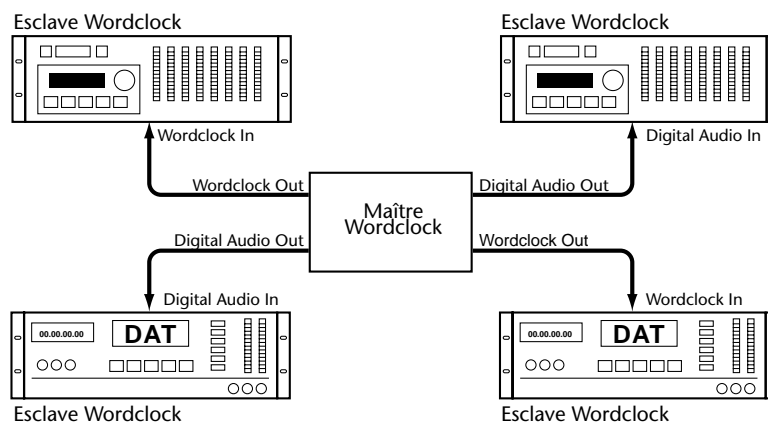 Esclave Wordclock
Esclave Wordclock
Wordclock In
Digital Audio In
Wordclock Out
Digital Audio Out
Maître
Wordclock
Digital Audio Out
Wordclock Out
Digital Audio In
Wordclock In
00.00.00.00
DAT
00.00.00.00
DAT
Esclave Wordclock
Esclave Wordclock